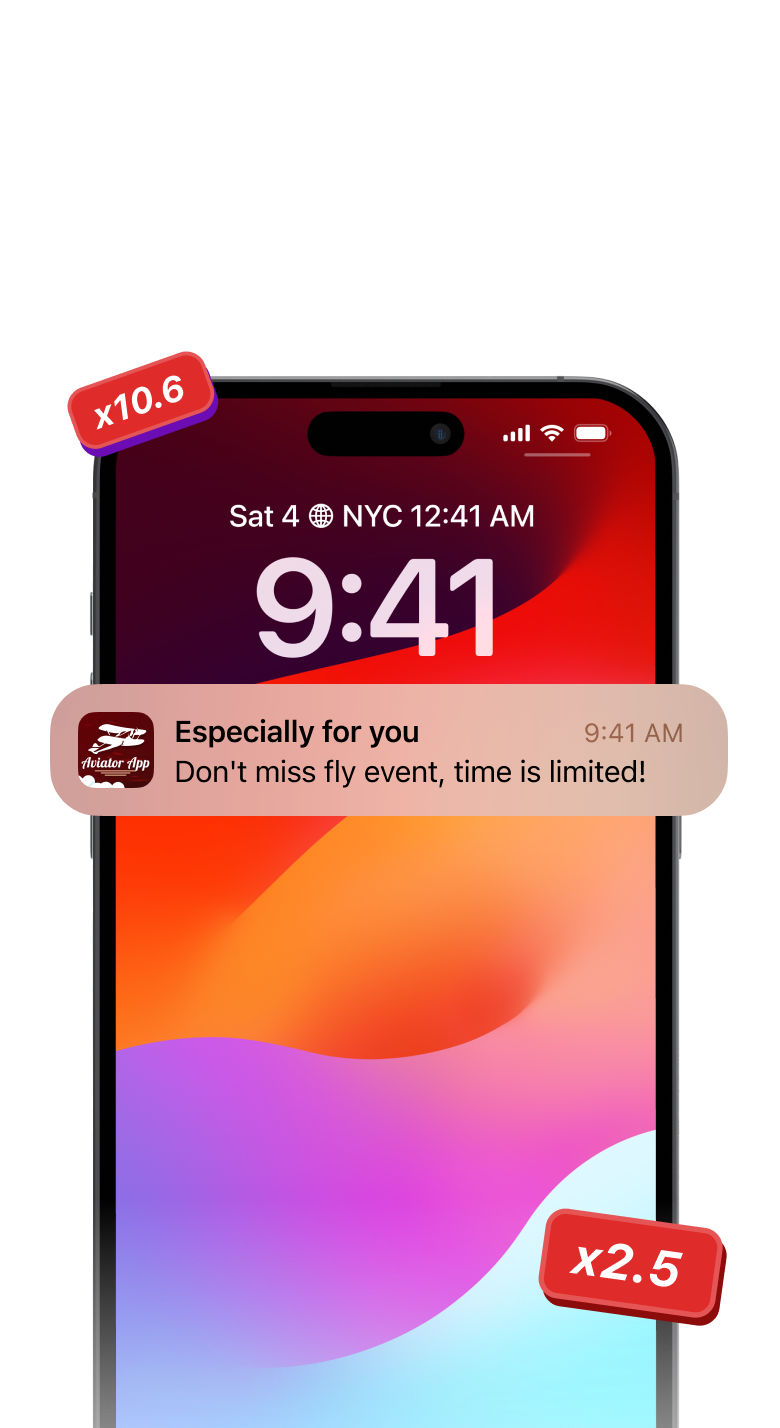 x10.6
Sat 4 NYC 12:41 AM
9:41
Especially for you 9:41 AM
Don't miss fly event, time is limited!
Aviator App
x2.5